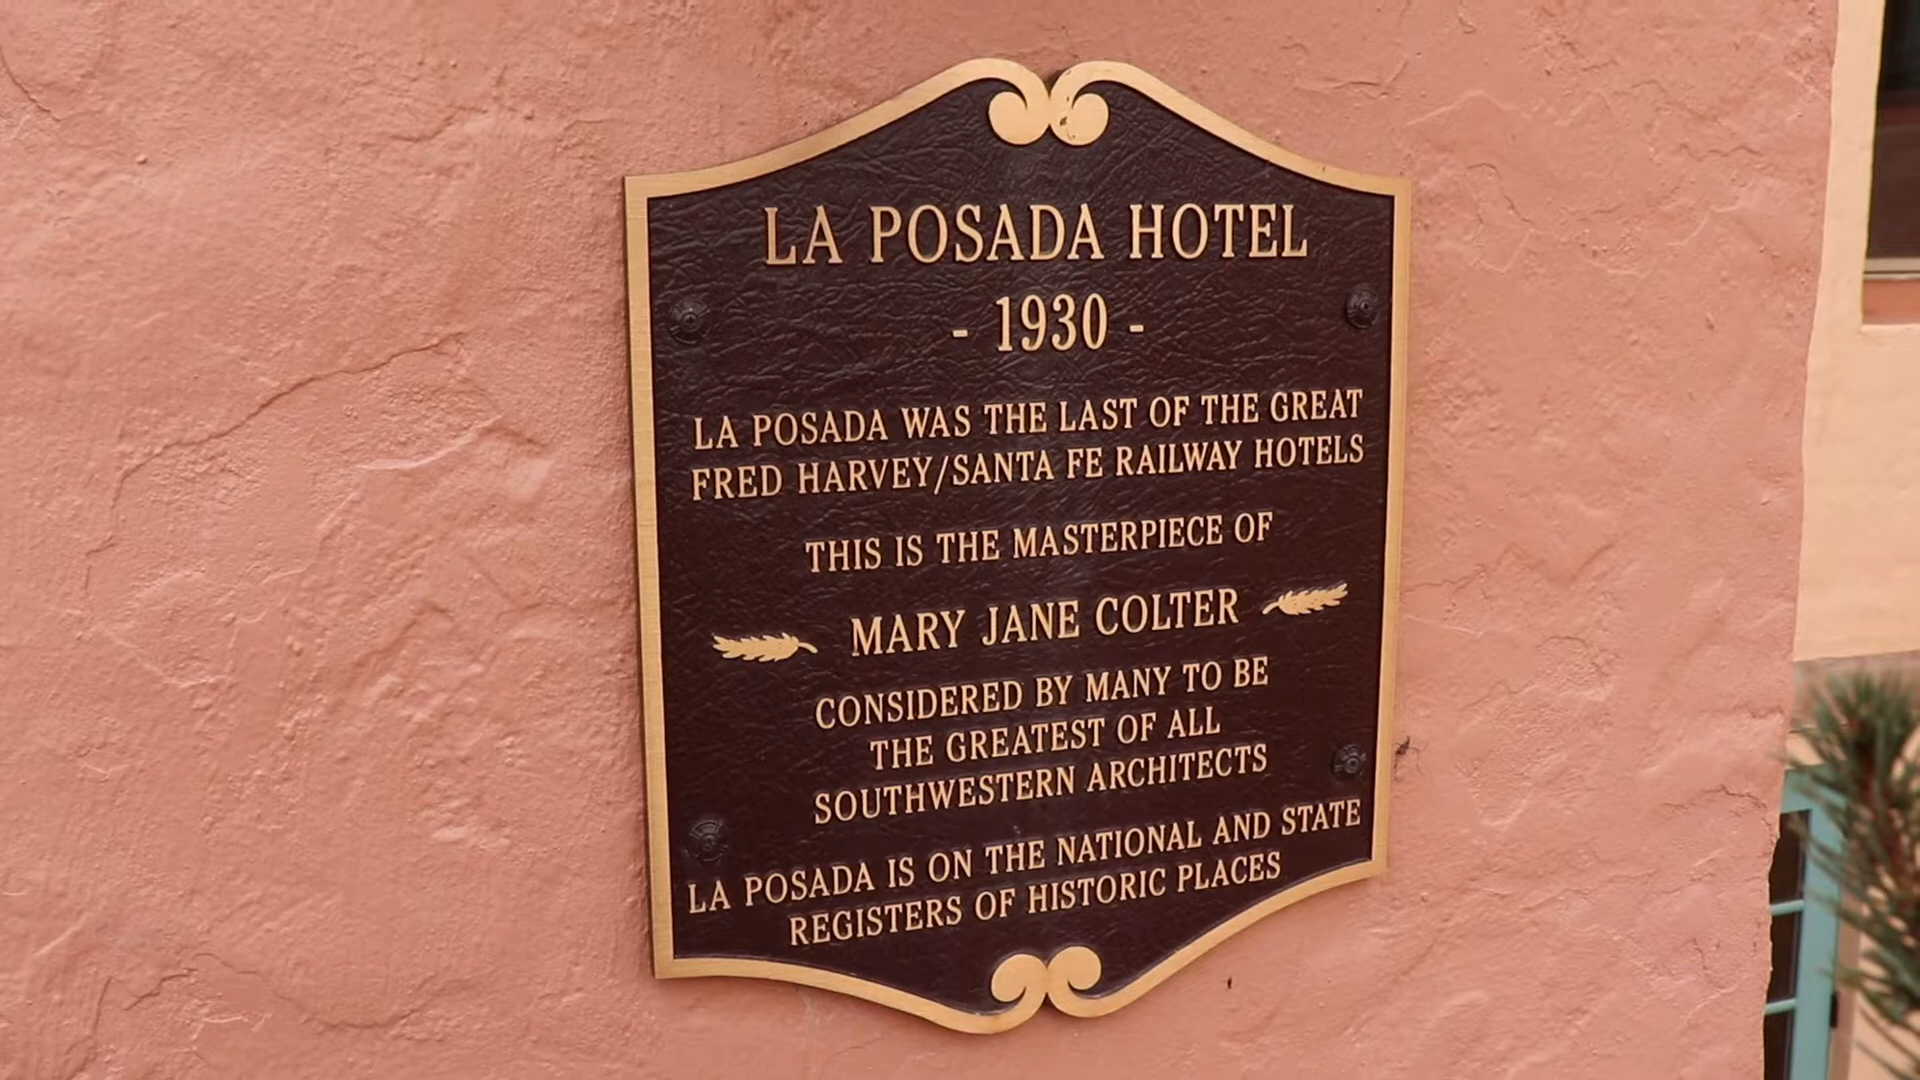 LA POSADA HOTEL
- 1930 -
LA POSADA WAS THE LAST OF THE GREAT
FRED HARVEY/SANTA FE RAILWAY HOTELS
THIS IS THE MASTERPIECE OF
MARY JANE COLTER
CONSIDERED BY MANY TO BE
THE GREATEST OF ALL
SOUTHWESTERN ARCHITECTS
LA POSADA IS ON THE NATIONAL AND STATE
REGISTERS OF HISTORIC PLACES